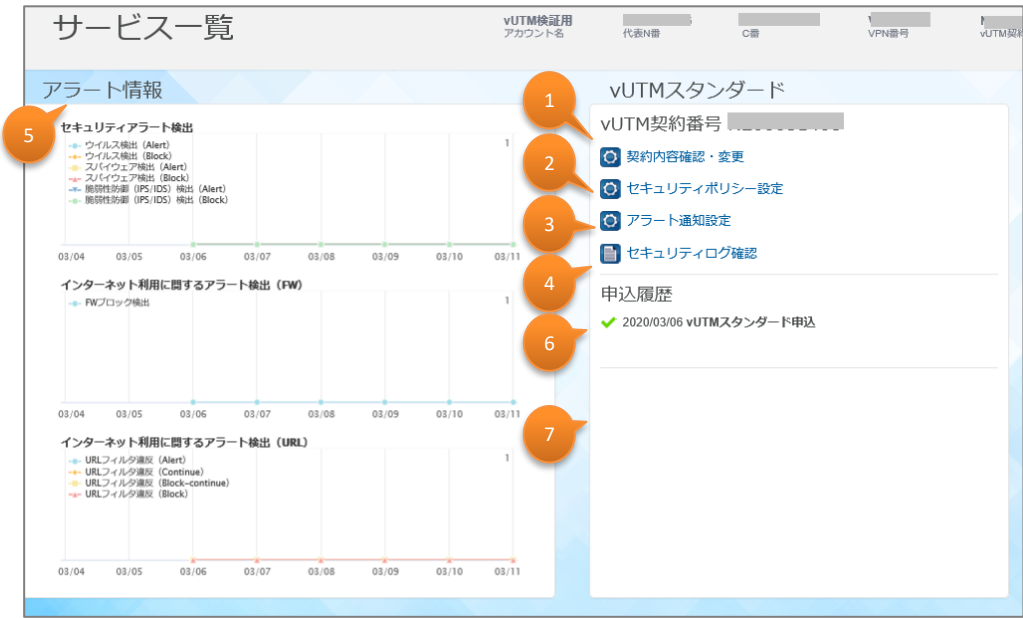 サービス一覧
vUTM検証用
アカウント名
代表N番
C番
VPN番号
vUTM契約
アラート情報
vUTMスタンダード
1
2
3
4
5
6
7
セキュリティアラート検出
ウイルス検出 (Alert)
ウイルス検出 (Block)
スパイウェア検出 (Alert)
スパイウェア検出 (Block)
脆弱性防御 (IPS/IDS) 検出 (Alert)
脆弱性防御 (IPS/IDS) 検出 (Block)
1
03/04 03/05 03/06 03/07 03/08 03/09 03/10 03/11
インターネット利用に関するアラート検出 (FW)
FWブロック検出
1
03/04 03/05 03/06 03/07 03/08 03/09 03/10 03/11
インターネット利用に関するアラート検出 (URL)
URLフィルタ違反 (Alert)
URLフィルタ違反 (Continue)
URLフィルタ違反 (Block-continue)
URLフィルタ違反 (Block)
1
03/04 03/05 03/06 03/07 03/08 03/09 03/10 03/11
vUTM契約番号
契約内容確認・変更
セキュリティポリシー設定
アラート通知設定
セキュリティログ確認
申込履歴
2020/03/06 vUTMスタンダード申込